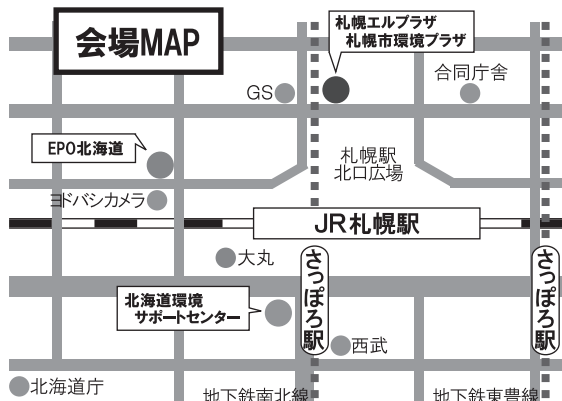 会場MAP
札幌エルプラザ
札幌市環境プラザ
合同庁舎
GS
EPO北海道
札幌駅
北口広場
ヨドバシカメラ
JR札幌駅
大丸
さっぽろ駅
さっぽろ駅
北海道環境
サポートセンター
西武
北海道庁
地下鉄南北線
地下鉄東豊線